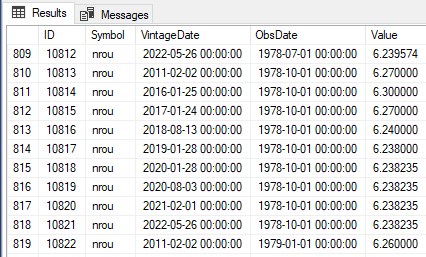 Results Messages
ID Symbol VintageDate ObsDate Value
809 10812 nrou 2022-05-26 00:00:00 1978-07-01 00:00:00 6.239574
810 10813 nrou 2011-02-02 00:00:00 1978-10-01 00:00:00 6.270000
811 10814 nrou 2016-01-25 00:00:00 1978-10-01 00:00:00 6.300000
812 10815 nrou 2017-01-24 00:00:00 1978-10-01 00:00:00 6.270000
813 10816 nrou 2018-08-13 00:00:00 1978-10-01 00:00:00 6.240000
814 10817 nrou 2019-01-28 00:00:00 1978-10-01 00:00:00 6.238000
815 10818 nrou 2020-01-28 00:00:00 1978-10-01 00:00:00 6.238235
816 10819 nrou 2020-08-03 00:00:00 1978-10-01 00:00:00 6.238235
817 10820 nrou 2021-02-01 00:00:00 1978-10-01 00:00:00 6.238235
818 10821 nrou 2022-05-26 00:00:00 1978-10-01 00:00:00 6.238235
819 10822 nrou 2011-02-02 00:00:00 1979-01-01 00:00:00 6.260000